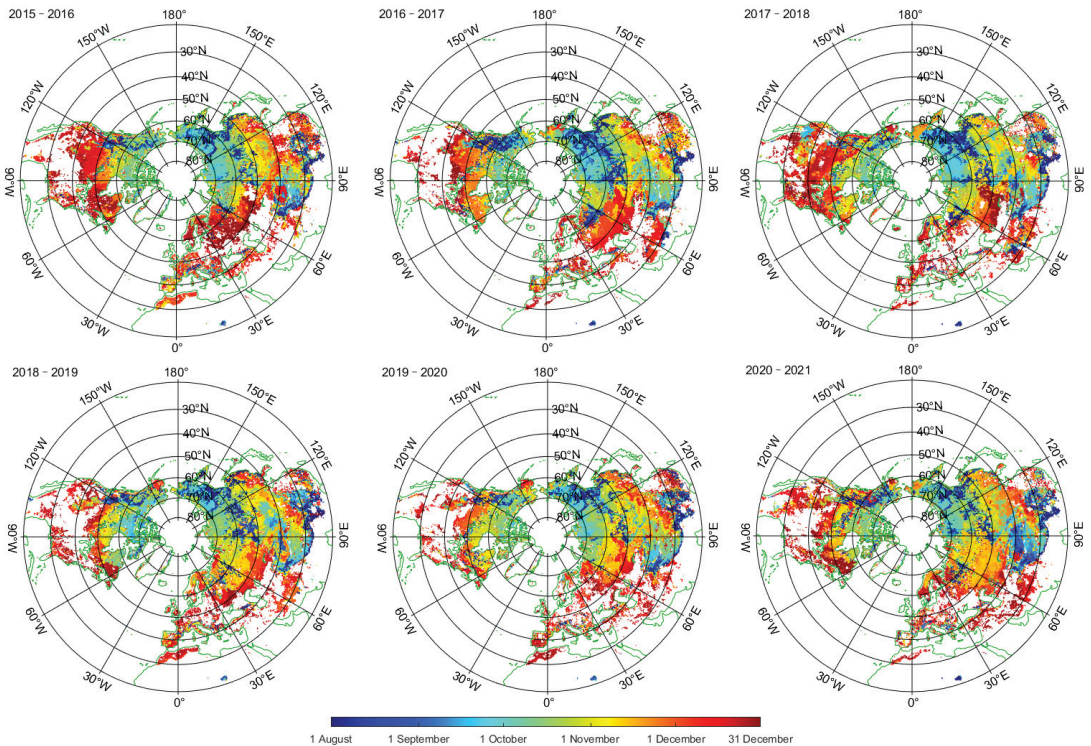 2015 – 2016
180°
150°W
150°E
120°W
120°E
30°N
40°N
50°N
60°N
70°N
80°N
90°W
90°E
60°W
60°E
30°W
30°E
0°
2016 – 2017
180°
150°W
150°E
120°W
120°E
30°N
40°N
50°N
60°N
70°N
80°N
90°W
90°E
60°W
60°E
30°W
30°E
0°
2017 – 2018
180°
150°W
150°E
120°W
120°E
30°N
40°N
50°N
60°N
70°N
80°N
90°W
90°E
60°W
60°E
30°W
30°E
0°
2018 – 2019
180°
150°W
150°E
120°W
120°E
30°N
40°N
50°N
60°N
70°N
80°N
90°W
90°E
60°W
60°E
30°W
30°E
0°
2019 – 2020
180°
150°W
150°E
120°W
120°E
30°N
40°N
50°N
60°N
70°N
80°N
90°W
90°E
60°W
60°E
30°W
30°E
0°
2020 – 2021
180°
150°W
150°E
120°W
120°E
30°N
40°N
50°N
60°N
70°N
80°N
90°W
90°E
60°W
60°E
30°W
30°E
0°
1 August 1 September 1 October 1 November 1 December 31 December